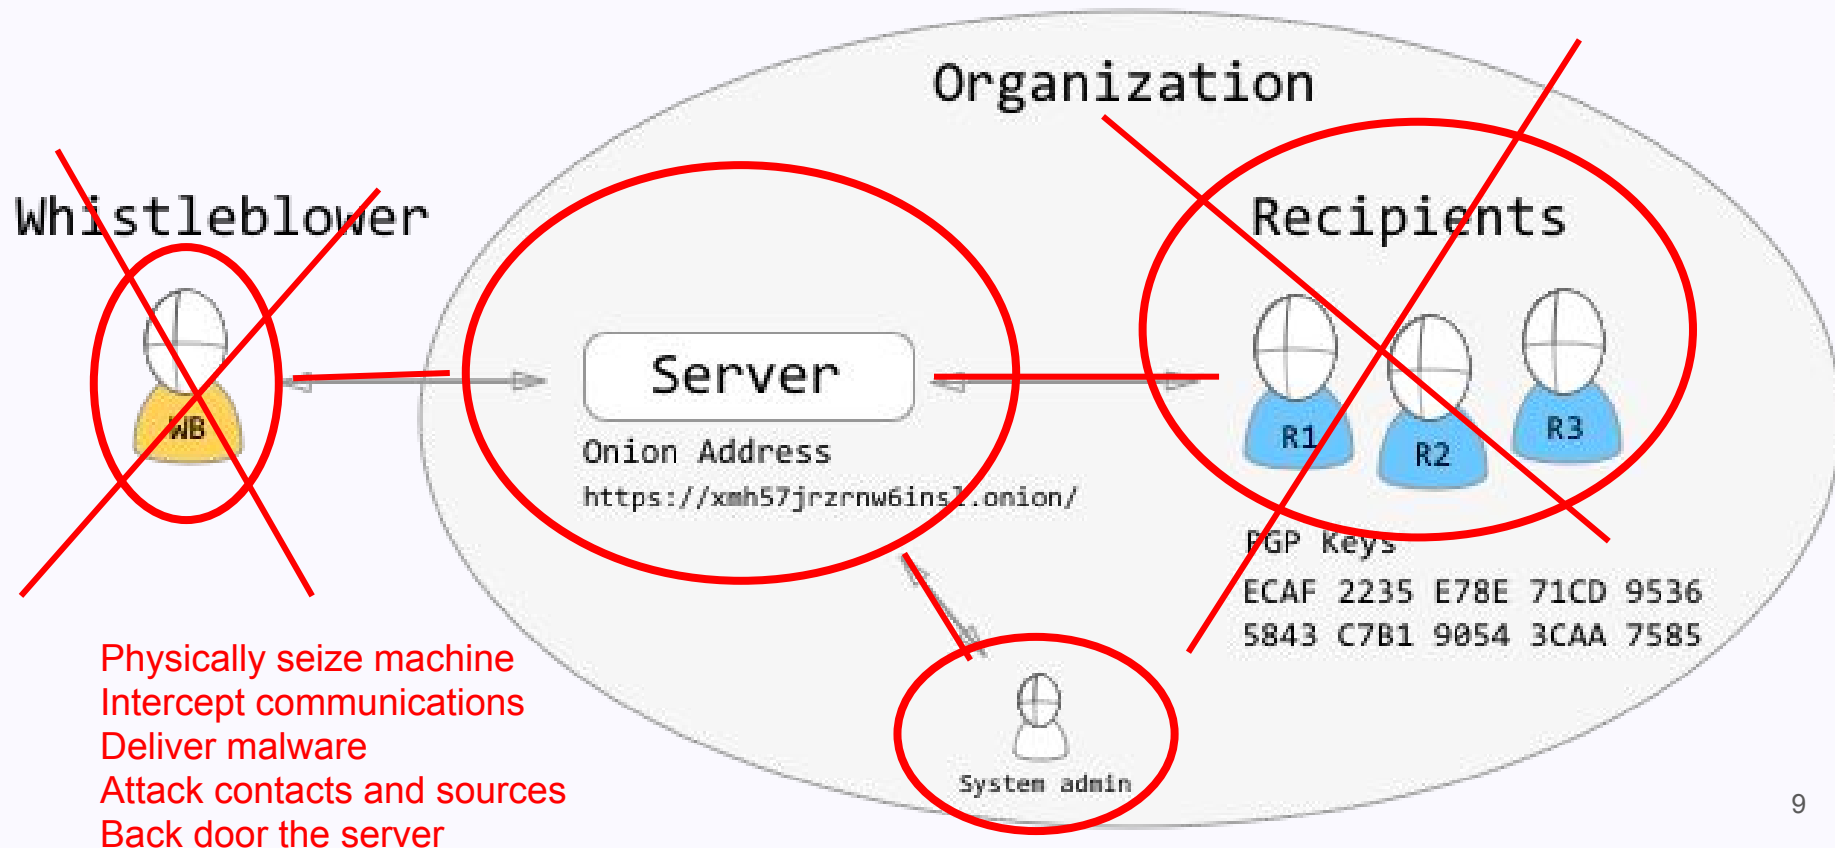 Organization
Whistleblower
Recipients
WB
Server
Onion Address
https://xmh57jrzrnw6insl.onion/
R1
R2
R3
PGP Keys
ECAF 2235 E78E 71CD 9536
5843 C7B1 9054 3CAA 7585
System admin
Physically seize machine
Intercept communications
Deliver malware
Attack contacts and sources
Back door the server
9